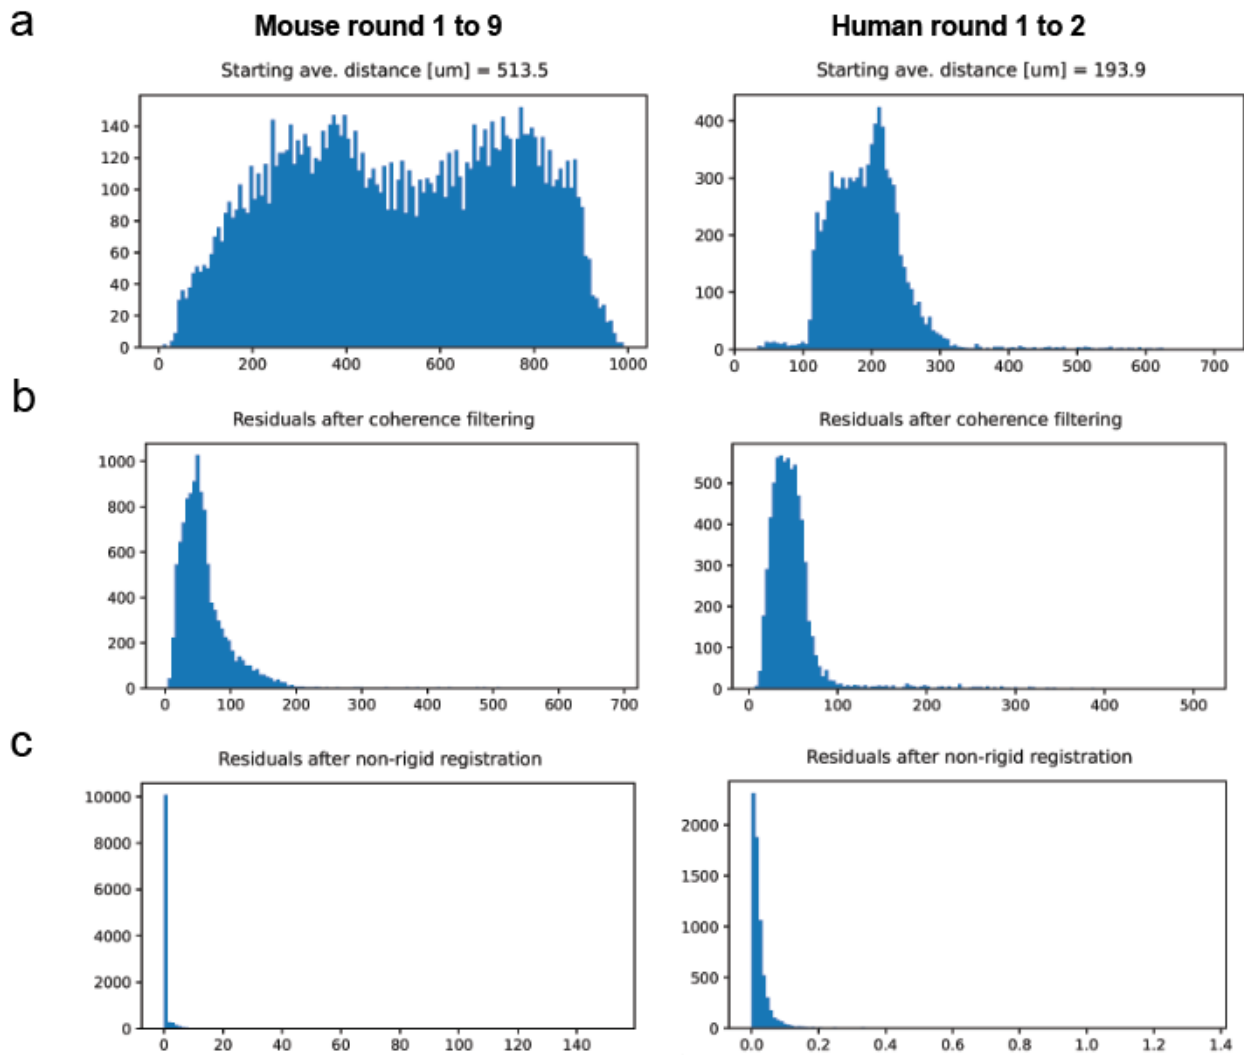 a
Mouse round 1 to 9
Human round 1 to 2
Starting ave. distance [um] = 513.5
Starting ave. distance [um] = 193.9
140
120
100
80
60
40
20
0
0 200 400 600 800 1000
400
300
200
100
0
0 100 200 300 400 500 600 700
b
Residuals after coherence filtering
Residuals after coherence filtering
1000
800
600
400
200
0
0 100 200 300 400 500 600 700
500
400
300
200
100
0
0 100 200 300 400 500
c
Residuals after non-rigid registration
Residuals after non-rigid registration
10000
8000
6000
4000
2000
0
0 20 40 60 80 100 120 140
2000
1500
1000
500
0
0.0 0.2 0.4 0.6 0.8 1.0 1.2 1.4